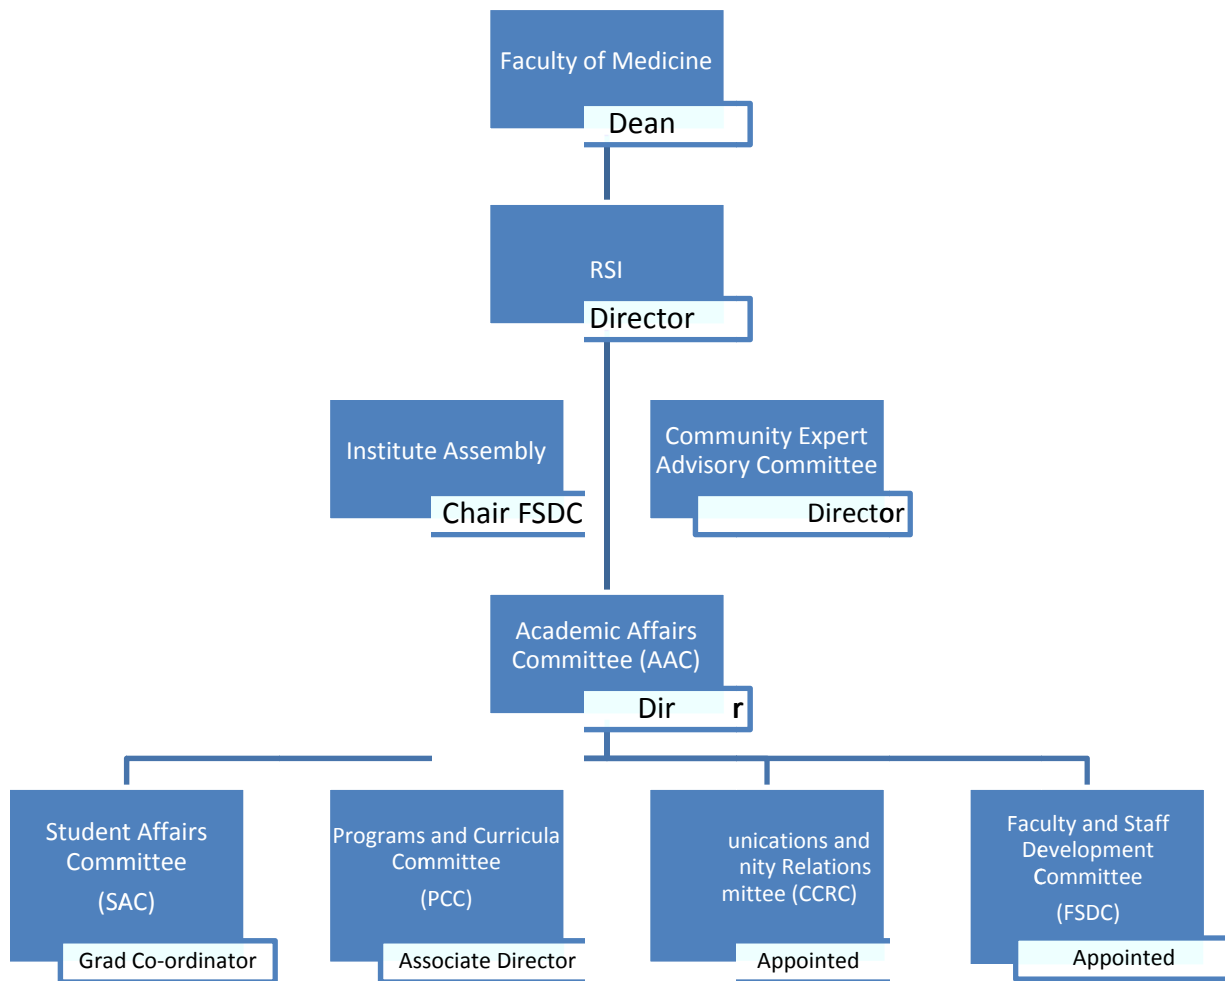 Faculty of Medicine
Dean
RSI
Director
Institute Assembly
Chair FSDC
Community Expert
Advisory Committee
Director
Academic Affairs
Committee (AAC)
Dir r
Student Affairs
Committee
(SAC)
Grad Co-ordinator
Programs and Curricula
Committee
(PCC)
Associate Director
unications and
nity Relations
mittee (CCRC)
Appointed
Faculty and Staff
Development
Committee
(FSDC)
Appointed